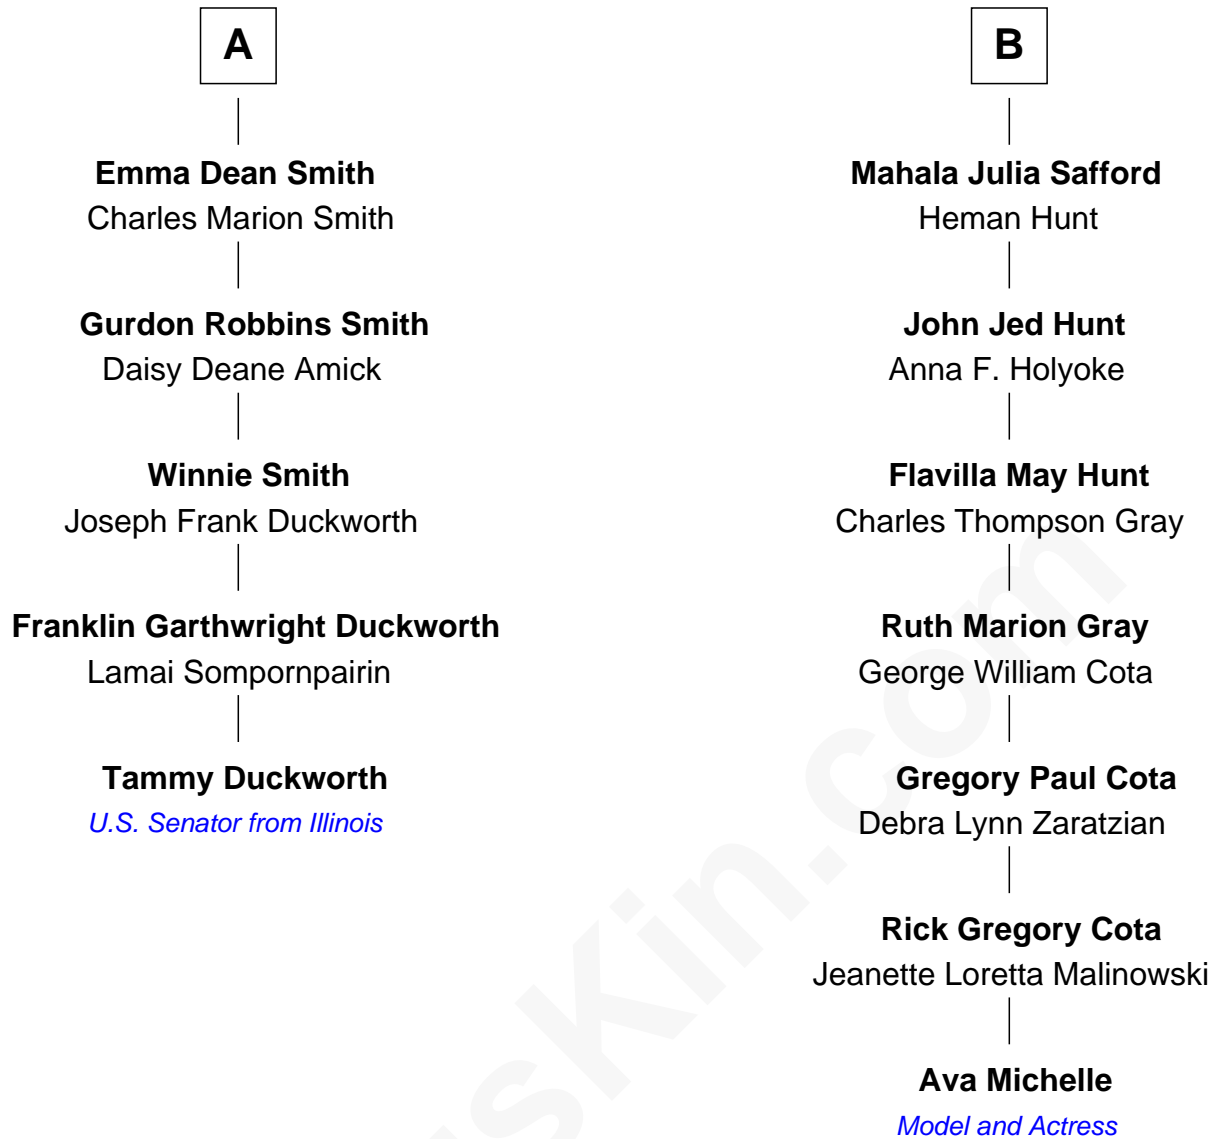 A
Emma Dean Smith
Charles Marion Smith
Gurdon Robbins Smith
Daisy Deane Amick
Winnie Smith
Joseph Frank Duckworth
Franklin Garthwright Duckworth
Lamai Sompornpairin
Tammy Duckworth
U.S. Senator from Illinois
B
Mahala Julia Safford
Heman Hunt
John Jed Hunt
Anna F. Holyoke
Flavilla May Hunt
Charles Thompson Gray
Ruth Marion Gray
George William Cota
Gregory Paul Cota
Debra Lynn Zaratzian
Rick Gregory Cota
Jeanette Loretta Malinowski
Ava Michelle
Model and Actress